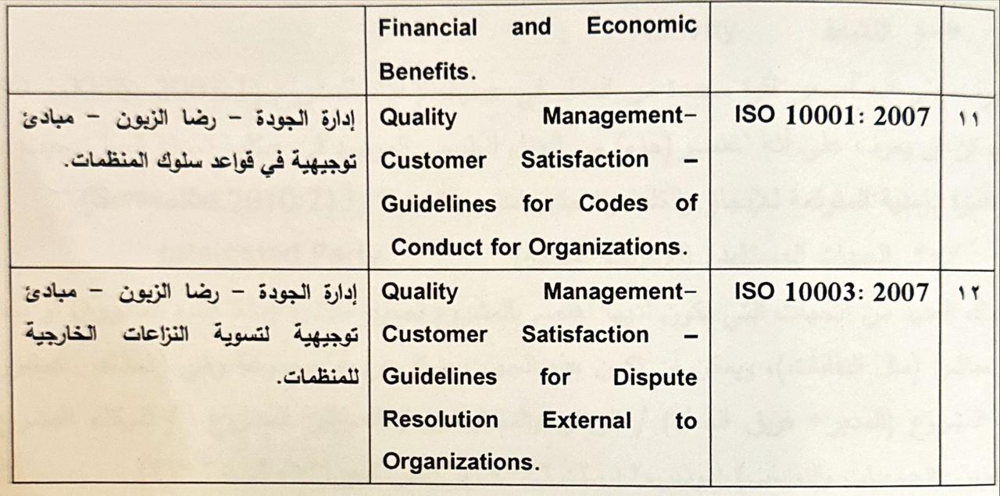 Financial and Economic
Benefits.
١١
ISO 10001: 2007
Quality Management–
Customer Satisfaction –
Guidelines for Codes of
Conduct for Organizations.
إدارة الجودة – رضا الزبون – مبادئ
توجيهية في قواعد سلوك المنظمات.
١٢
ISO 10003: 2007
Quality Management–
Customer Satisfaction –
Guidelines for Dispute
Resolution External to
Organizations.
إدارة الجودة – رضا الزبون – مبادئ
توجيهية لتسوية النزاعات الخارجية
للمنظمات.